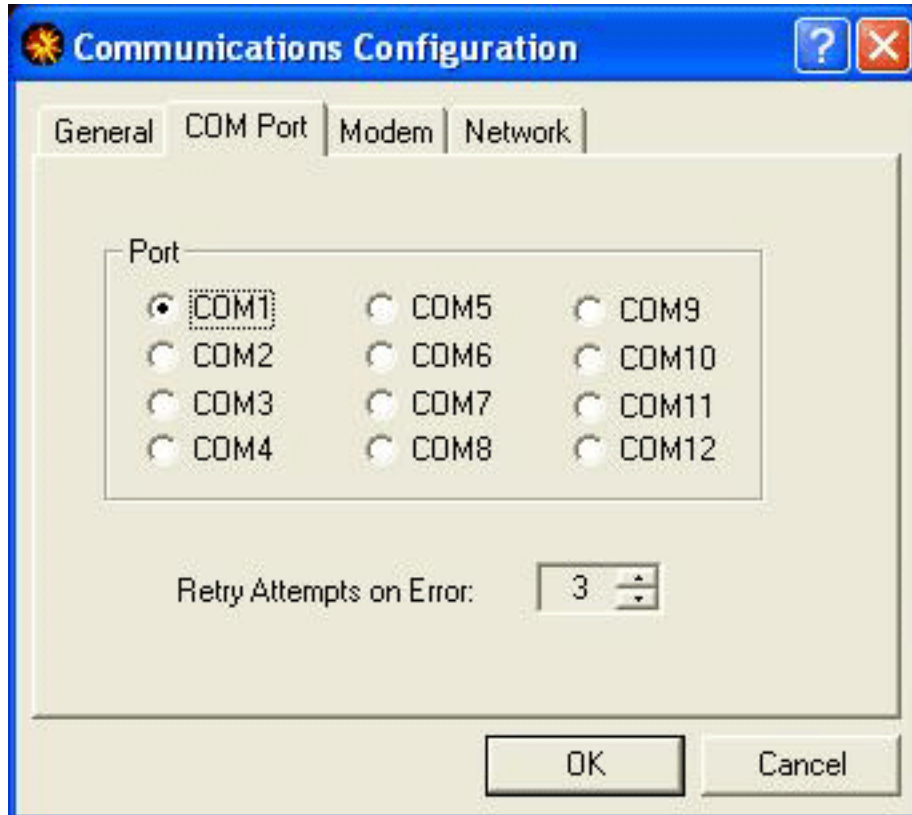 Communications Configuration
General COM Port Modem Network
Port
COM1 COM5 COM9
COM2 COM6 COM10
COM3 COM7 COM11
COM4 COM8 COM12
Retry Attempts on Error: 3
OK Cancel